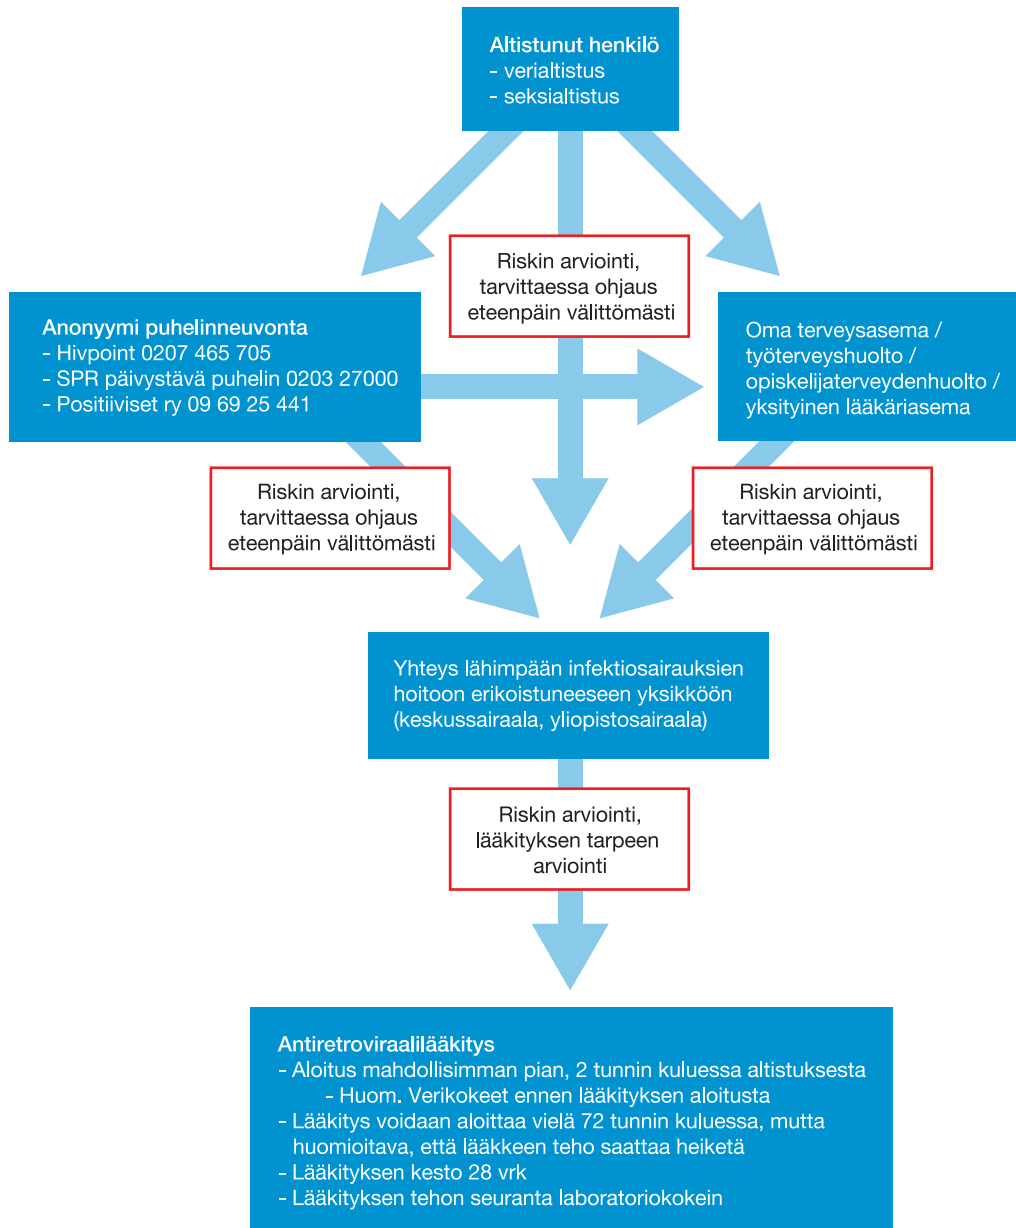 Altistunut henkilö
- verialtistus
- seksialtistus
Riskin arviointi,
tarvittaessa ohjaus
eteenpäin välittömästi
Anonyymi puhelinneuvonta
- Hivpoint 0207 465 705
- SPR päivystävä puhelin 0203 27000
- Positiiviset ry 09 69 25 441
Oma terveysasema /
työterveyshuolto /
opiskelijaterveydenhuolto /
yksityinen lääkäriasema
Riskin arviointi,
tarvittaessa ohjaus
eteenpäin välittömästi
Riskin arviointi,
tarvittaessa ohjaus
eteenpäin välittömästi
Yhteys lähimpään infektiosairauksien
hoitoon erikoistuneeseen yksikköön
(keskussairaala, yliopistosairaala)
Riskin arviointi,
lääkityksen tarpeen
arviointi
Antiretroviraalilääkitys
- Aloitus mahdollisimman pian, 2 tunnin kuluessa altistuksesta
- Huom. Verikokeet ennen lääkityksen aloitusta
- Lääkitys voidaan aloittaa vielä 72 tunnin kuluessa, mutta
huomioitava, että lääkkeen teho saattaa heiketä
- Lääkityksen kesto 28 vrk
- Lääkityksen tehon seuranta laboratoriokokein